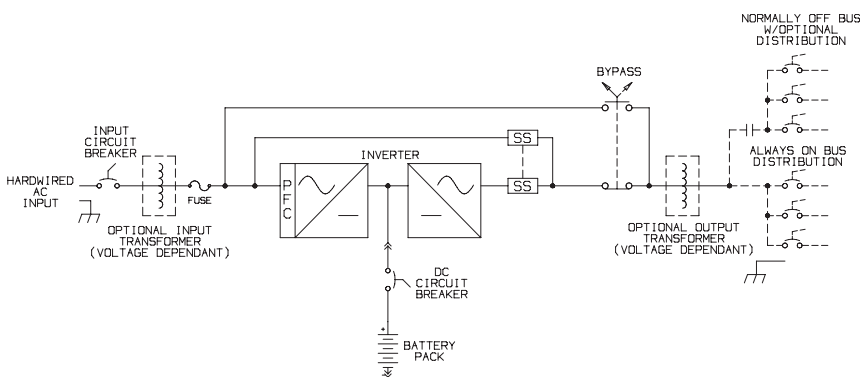 NORMALLY OFF BUS
W/OPTIONAL
DISTRIBUTION
BYPASS
INPUT
CIRCUIT
BREAKER
SS
INVERTER
ALWAYS ON BUS
DISTRIBUTION
HARDWIRED
AC
INPUT
FUSE
P
F
C
SS
OPTIONAL INPUT
TRANSFORMER
(VOLTAGE DEPENDANT)
OPTIONAL OUTPUT
TRANSFORMER
(VOLTAGE DEPENDANT)
DC
CIRCUIT
BREAKER
+
BATTERY
PACK